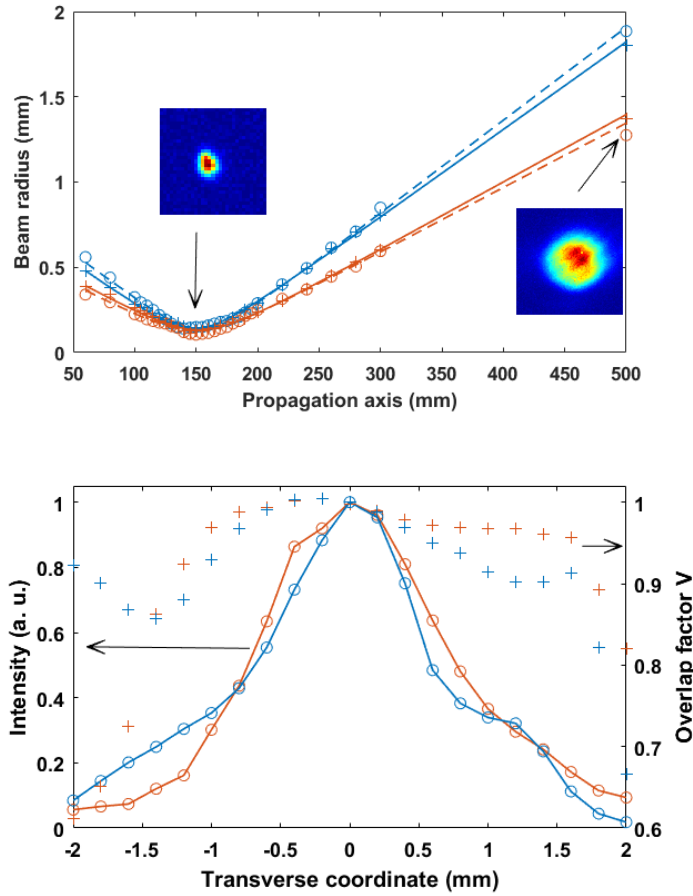 2
1.5
1
0.5
0
Beam radius (mm)
50 100 150 200 250 300 350 400 450 500
Propagation axis (mm)
1 1
0.8 0.9
0.6 0.8
0.4 0.7
0.2
0 0.6
Intensity (a. u.)
Overlap factor V
-2 -1.5 -1 -0.5 0 0.5 1 1.5 2
Transverse coordinate (mm)